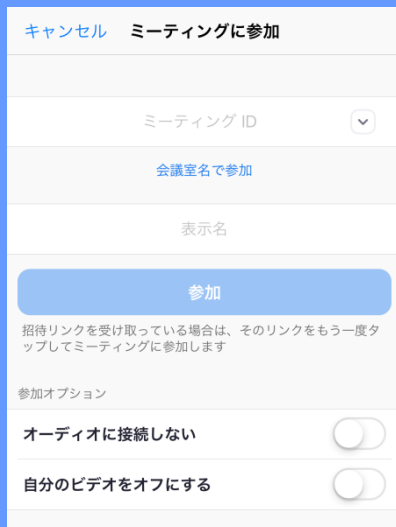 キャンセル ミーティングに参加
ミーティング ID
会議室名で参加
表示名
参加
招待リンクを受け取っている場合は、そのリンクをもう一度タ
ップしてミーティングに参加します
参加オプション
オーディオに接続しない
自分のビデオをオフにする